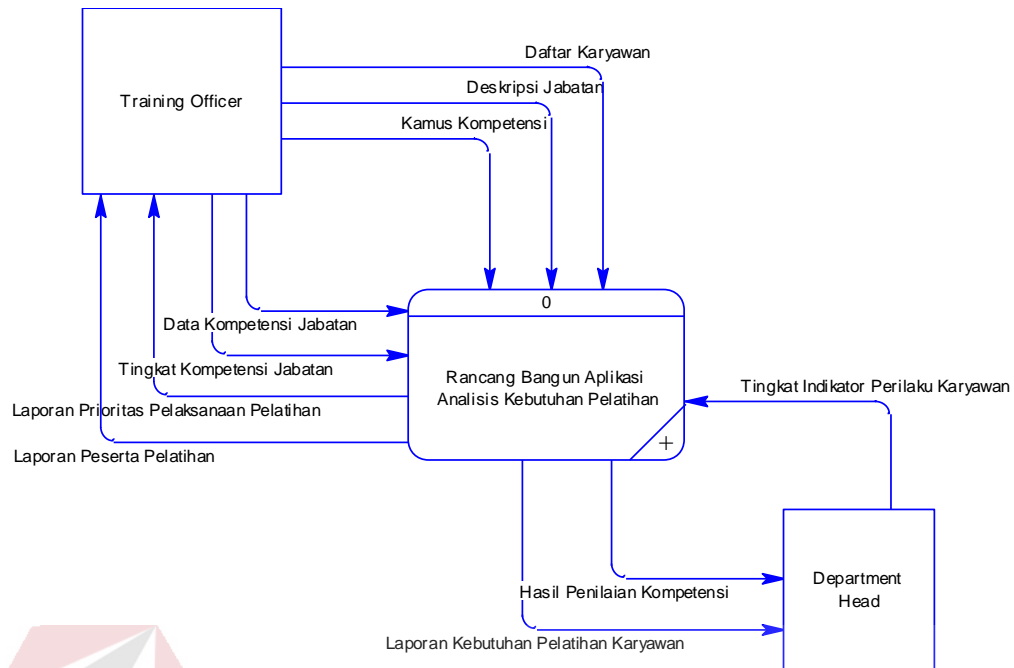 Daftar Karyawan
Deskripsi Jabatan
Training Officer
Kamus Kompetensi
0
Data Kompetensi Jabatan
Tingkat Kompetensi Jabatan
Rancang Bangun Aplikasi
Analisis Kebutuhan Pelatihan
Tingkat Indikator Perilaku Karyawan
Laporan Prioritas Pelaksanaan Pelatihan
+
Laporan Peserta Pelatihan
Department
Head
Hasil Penilaian Kompetensi
Laporan Kebutuhan Pelatihan Karyawan